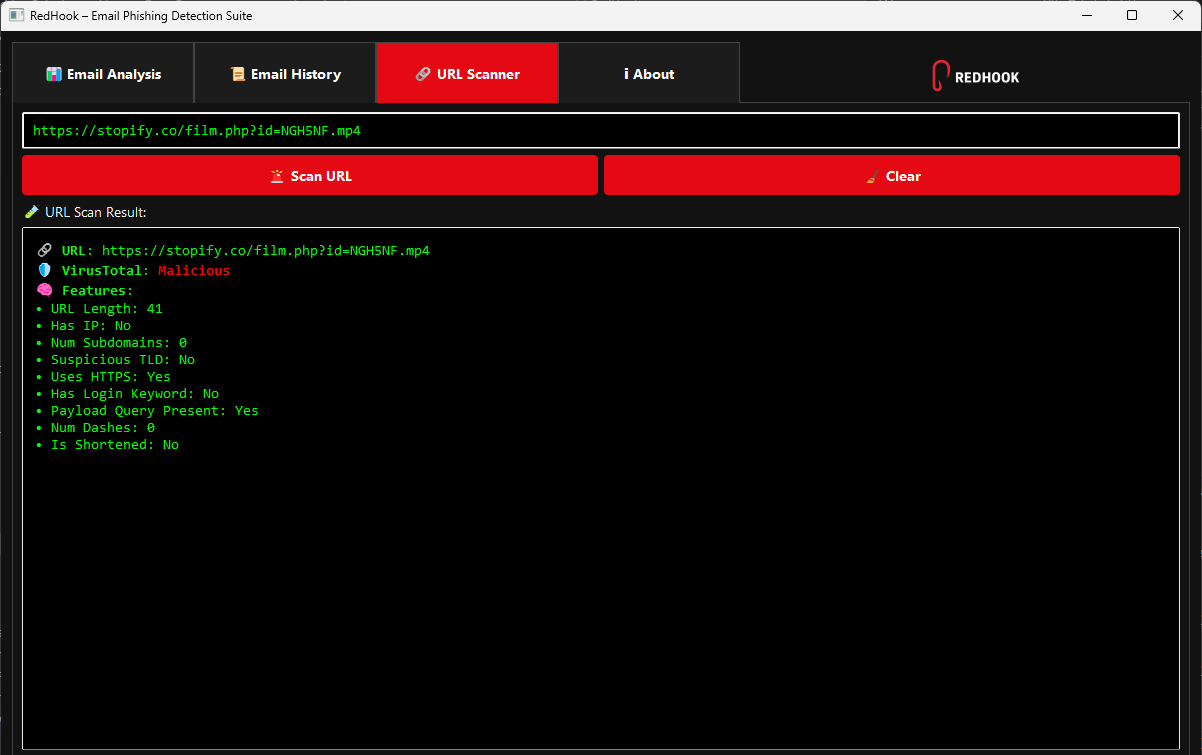 RedHook – Email Phishing Detection Suite
Email Analysis
Email History
URL Scanner
i About
REDHOOK
https://stopify.co/film.php?id=NGH5NF.mp4
Scan URL
Clear
URL Scan Result:
URL: https://stopify.co/film.php?id=NGH5NF.mp4
VirusTotal: Malicious
Features:
• URL Length: 41
• Has IP: No
• Num Subdomains: 0
• Suspicious TLD: No
• Uses HTTPS: Yes
• Has Login Keyword: No
• Payload Query Present: Yes
• Num Dashes: 0
• Is Shortened: No